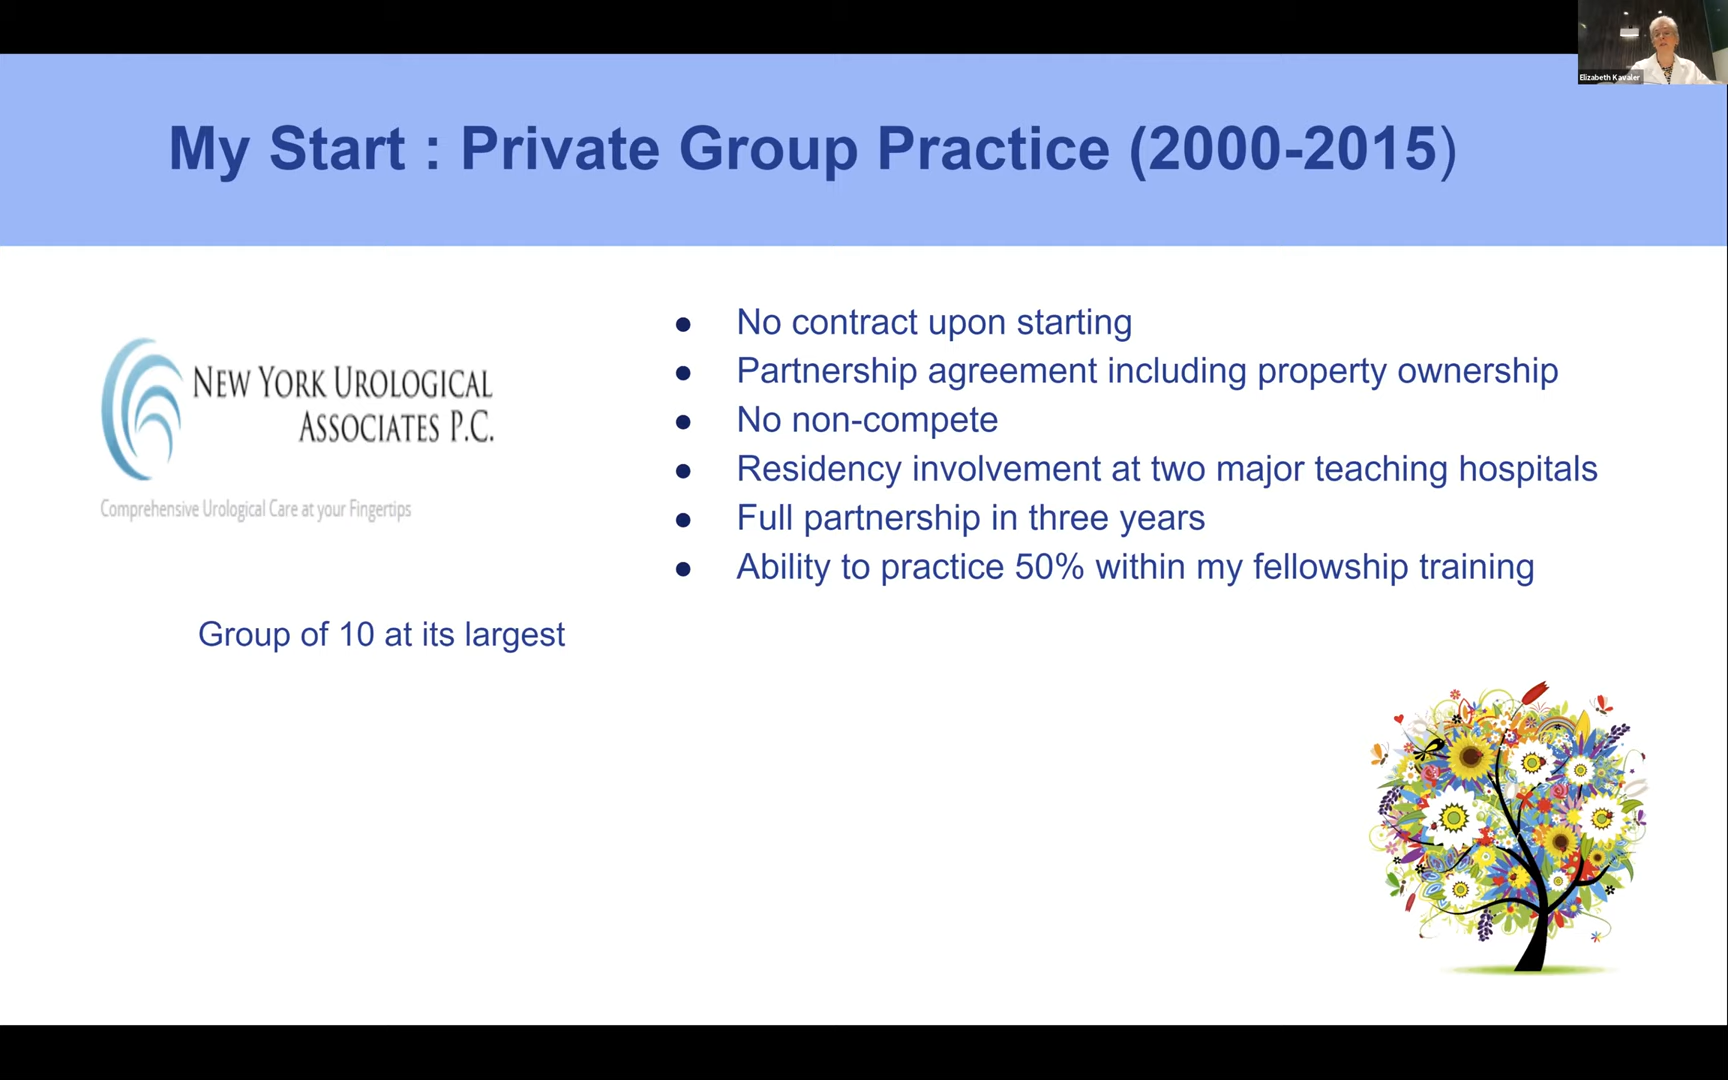 Elizabeth Kavaler
My Start : Private Group Practice (2000-2015)
NEW YORK UROLOGICAL
ASSOCIATES P.C.
Comprehensive Urological Care at your Fingertips
Group of 10 at its largest
● No contract upon starting
● Partnership agreement including property ownership
● No non-compete
● Residency involvement at two major teaching hospitals
● Full partnership in three years
● Ability to practice 50% within my fellowship training